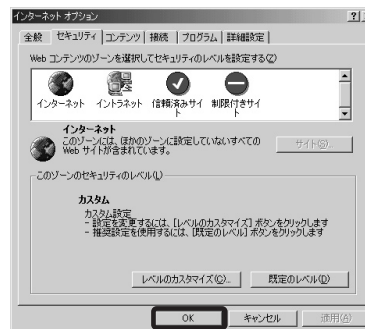 インターネット オプション
全般 セキュリティ コンテンツ 接続 プログラム 詳細設定
Web コンテンツのゾーンを選択してセキュリティのレベルを設定する(Z)
インターネット イントラネット 信頼済みサイト 制限付きサイト
インターネット
このゾーンには、ほかのゾーンに設定していないすべての
Web サイトが含まれています。
サイト(S)...
このゾーンのセキュリティのレベル(L)
カスタム
カスタム設定
- 設定を変更するには、[レベルのカスタマイズ] ボタンをクリックします
- 推奨設定を使用するには、[既定のレベル] ボタンをクリックします
レベルのカスタマイズ(C)... 既定のレベル(D)
OK キャンセル 適用(A)